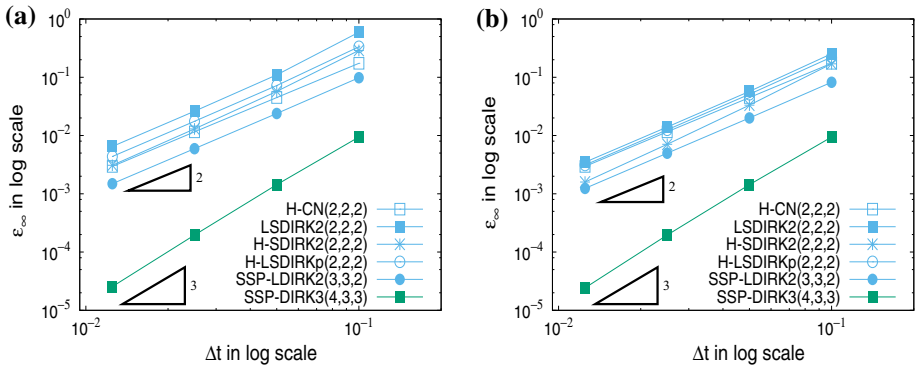 (a)
ε∞ in log scale
10^0
10^-1
10^-2
10^-3
10^-4
10^-5
2
3
H-CN(2,2,2)
LSDIRK2(2,2,2)
H-SDIRK2(2,2,2)
H-LSDIRKp(2,2,2)
SSP-LDIRK2(3,3,2)
SSP-DIRK3(4,3,3)
10^-2
10^-1
Δt in log scale
(b)
ε∞ in log scale
10^0
10^-1
10^-2
10^-3
10^-4
10^-5
2
3
H-CN(2,2,2)
LSDIRK2(2,2,2)
H-SDIRK2(2,2,2)
H-LSDIRKp(2,2,2)
SSP-LDIRK2(3,3,2)
SSP-DIRK3(4,3,3)
10^-2
10^-1
Δt in log scale